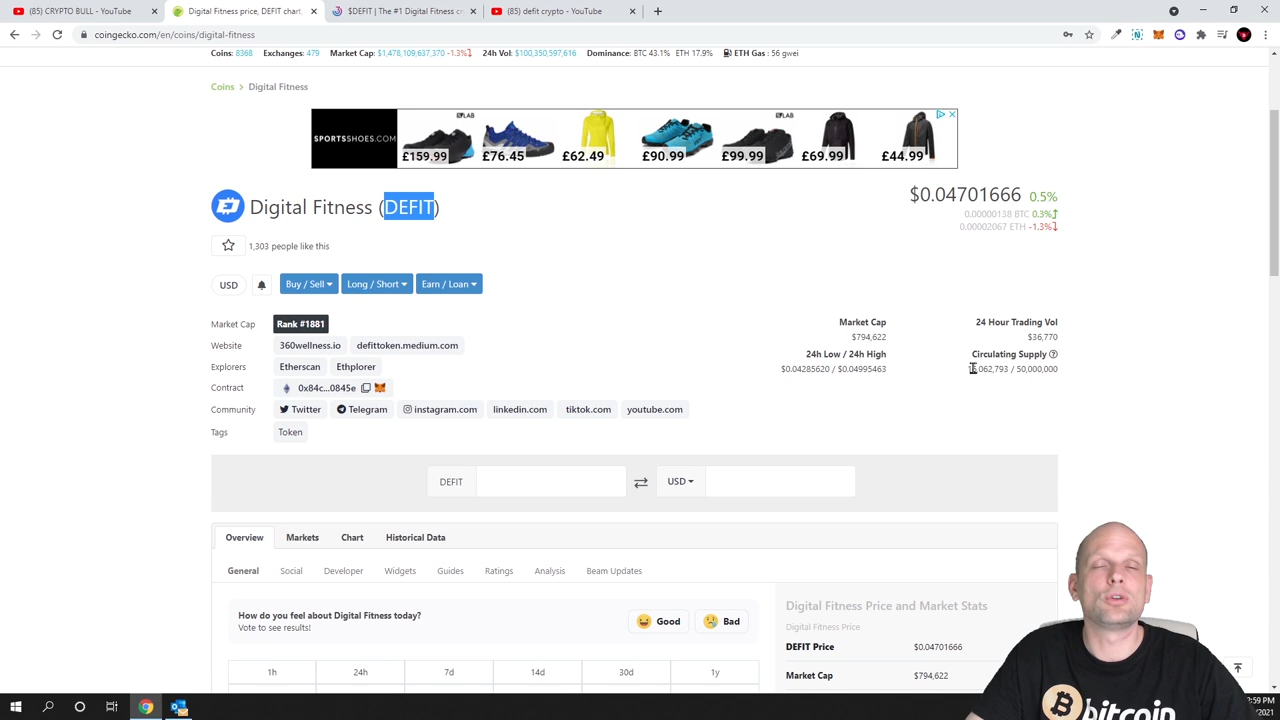 (85) CRYPTO BULL - YouTube
Digital Fitness price, DEFIT chart,
$DEFIT | The #1 Digital Fitness cr
(85) defit crypto - YouTube
coingecko.com/en/coins/digital-fitness
Coins: 8368 Exchanges: 479 Market Cap: $1,478,109,637,370 -1.3% 24h Vol: $100,350,597,616 Dominance: BTC 43.1% ETH 17.9% ETH Gas: 56 gwei
Coins > Digital Fitness
SPORTSSHOES.COM
£159.99 £76.45 £62.49 £90.99 £99.99 £69.99 £44.99
Digital Fitness (DEFIT)
$0.04701666 0.5%
0.00000138 BTC 0.3%
0.00002067 ETH -1.3%
1,303 people like this
USD Buy / Sell Long / Short Earn / Loan
Market Cap Rank #1881
Website 360wellness.io defittoken.medium.com
Explorers Etherscan Ethplorer
Contract 0x84c...0845e
Community Twitter Telegram instagram.com linkedin.com tiktok.com youtube.com
Tags Token
Market Cap
$794,622
24 Hour Trading Vol
$36,770
24h Low / 24h High
$0.04285620 / $0.04995463
Circulating Supply
/ 50,000,000
DEFIT USD
Overview Markets Chart Historical Data
General Social Developer Widgets Guides Ratings Analysis Beam Updates
How do you feel about Digital Fitness today?
Vote to see results!
Good Bad
1h 24h 7d 14d 30d 1y
Digital Fitness Price and Market Stats
Digital Fitness Price
DEFIT Price $0.04701666
Market Cap $794,622
bitcoin